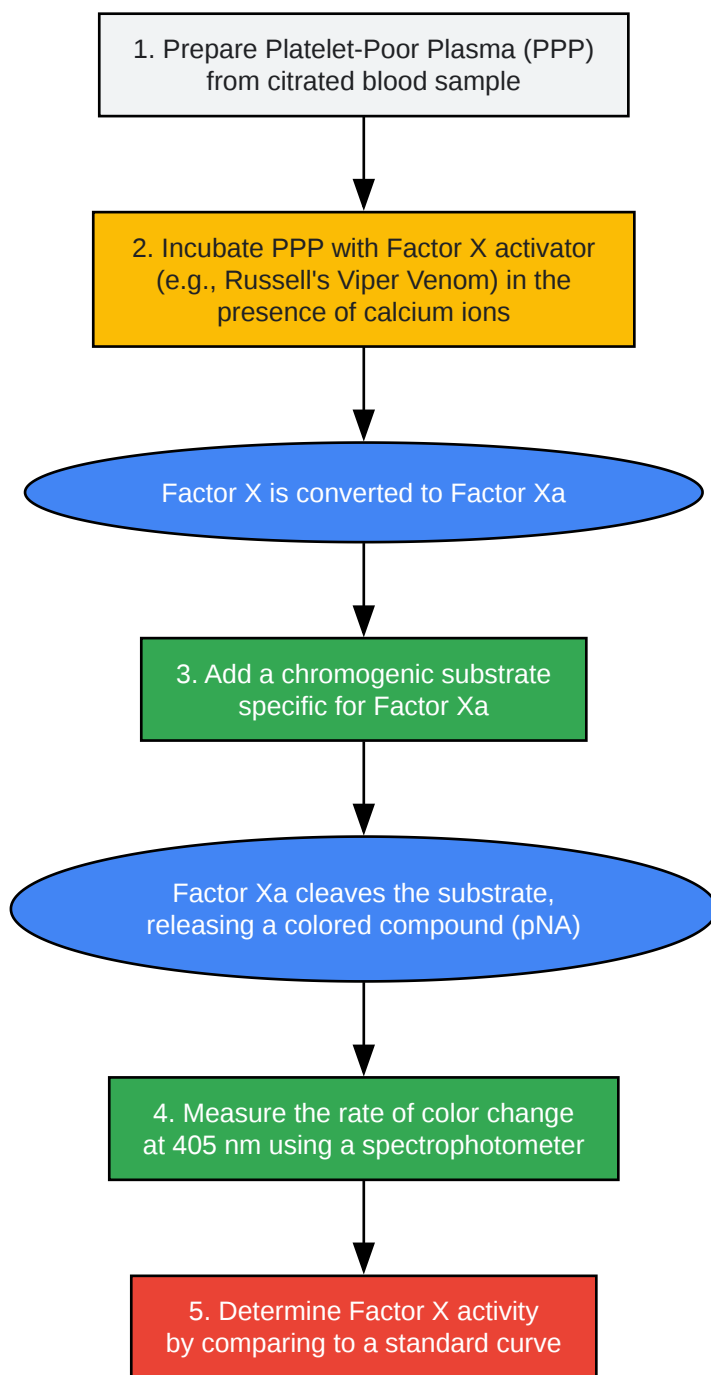 1. Prepare Platelet-Poor Plasma (PPP)
from citrated blood sample
2. Incubate PPP with Factor X activator
(e.g., Russell's Viper Venom) in the
presence of calcium ions
Factor X is converted to Factor Xa
3. Add a chromogenic substrate
specific for Factor Xa
Factor Xa cleaves the substrate,
releasing a colored compound (pNA)
4. Measure the rate of color change
at 405 nm using a spectrophotometer
5. Determine Factor X activity
by comparing to a standard curve